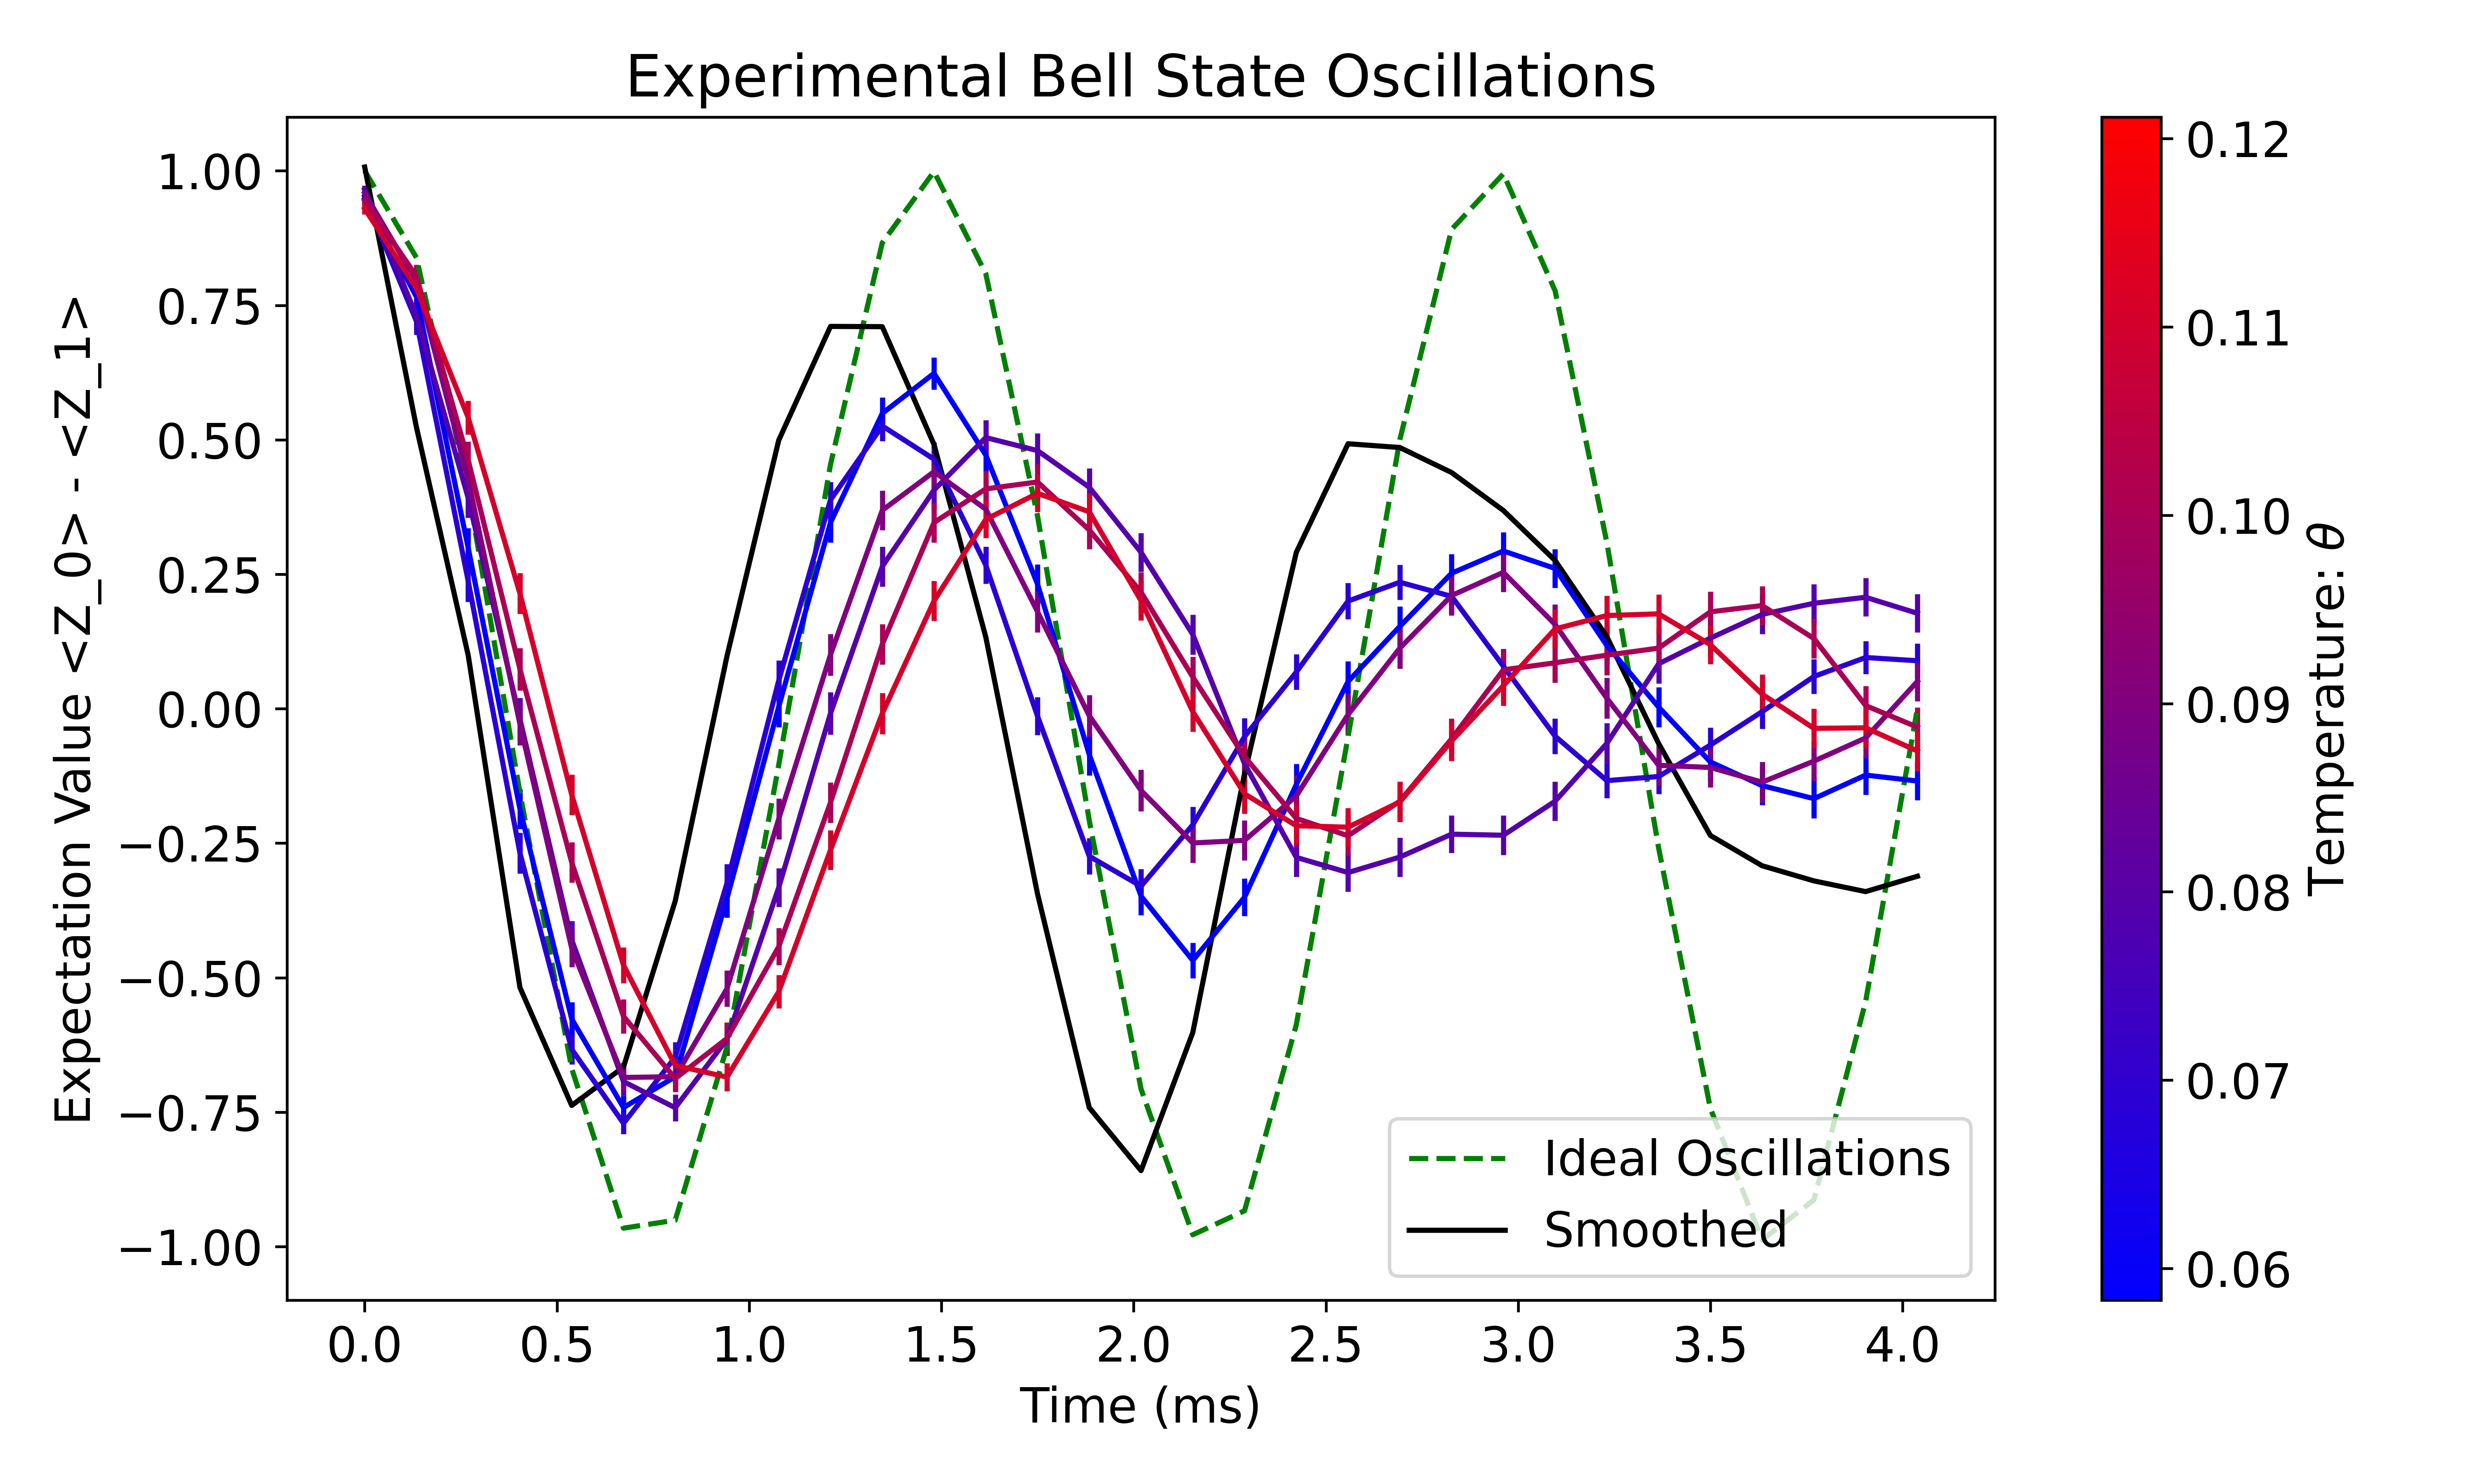 Experimental Bell State Oscillations
Expectation Value <Z_0> - <Z_1>
1.00
0.75
0.50
0.25
0.00
−0.25
−0.50
−0.75
−1.00
0.0 0.5 1.0 1.5 2.0 2.5 3.0 3.5 4.0
Time (ms)
Ideal Oscillations
Smoothed
0.12
0.11
0.10
0.09
0.08
0.07
0.06
Temperature: θ